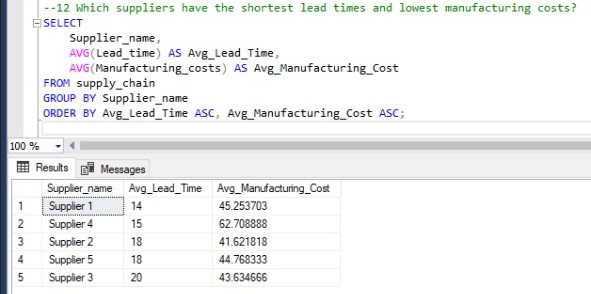 --12 Which suppliers have the shortest lead times and lowest manufacturing costs?
SELECT
Supplier_name,
AVG(Lead_time) AS Avg_Lead_Time,
AVG(Manufacturing_costs) AS Avg_Manufacturing_Cost
FROM supply_chain
GROUP BY Supplier_name
ORDER BY Avg_Lead_Time ASC, Avg_Manufacturing_Cost ASC;
100 %
Results Messages
Supplier_name Avg_Lead_Time Avg_Manufacturing_Cost
1 Supplier 1 14 45.253703
2 Supplier 4 15 62.708888
3 Supplier 2 18 41.621818
4 Supplier 5 18 44.768333
5 Supplier 3 20 43.634666